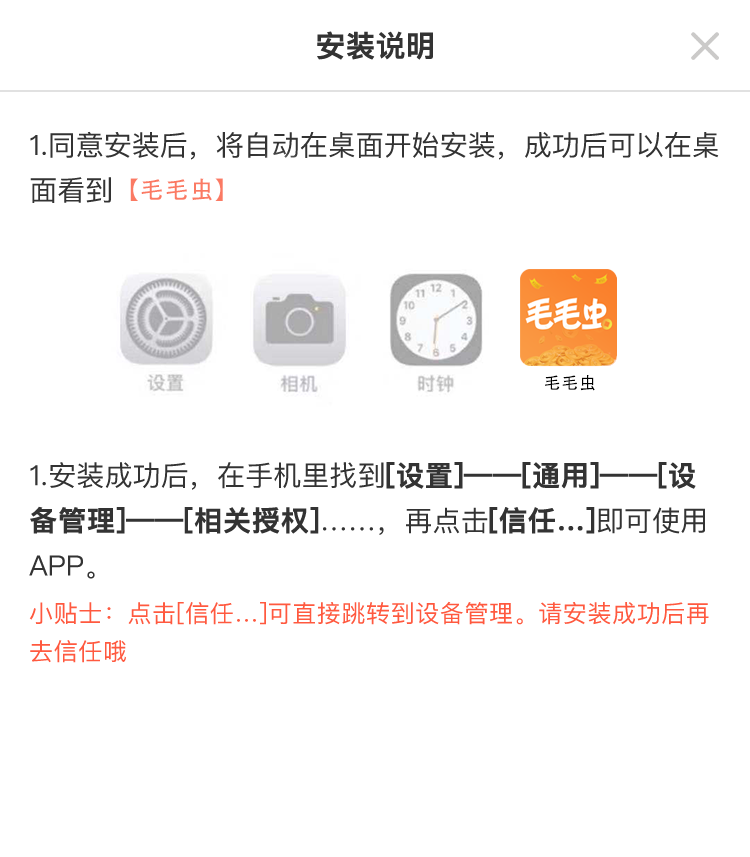 安装说明
1.同意安装后，将自动在桌面开始安装，成功后可以在桌
面看到【毛毛虫】
12
1
2
3
4
5
6
7
8
9
10
11
毛毛虫
设置
相机
时钟
毛毛虫
1.安装成功后，在手机里找到[设置]——[通用]——[设
备管理]——[相关授权]……，再点击[信任...]即可使用
APP。
小贴士：点击[信任...]可直接跳转到设备管理。请安装成功后再
去信任哦